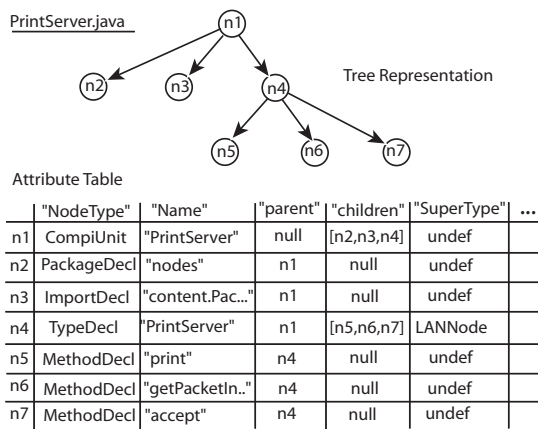 PrintServer.java
n1
n2
n3
n4
Tree Representation
n5
n6
n7
Attribute Table
"NodeType" "Name" "parent" "children" "SuperType" ...
n1 CompiUnit "PrintServer" null [n2,n3,n4] undef
n2 PackageDecl "nodes" n1 null undef
n3 ImportDecl "content.Pac..." n1 null undef
n4 TypeDecl "PrintServer" n1 [n5,n6,n7] LANNode
n5 MethodDecl "print" n4 null undef
n6 MethodDecl "getPacketIn.." n4 null undef
n7 MethodDecl "accept" n4 null undef